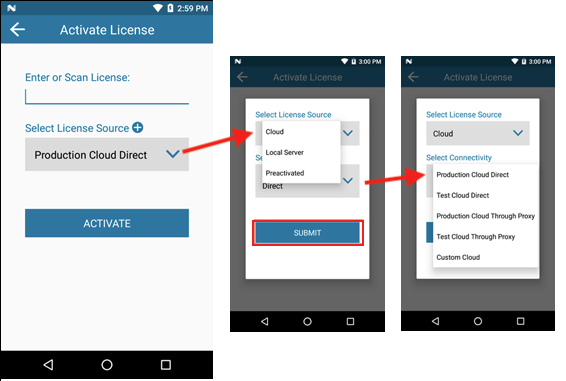 2:59 PM
Activate License
Enter or Scan License:
Select License Source
Production Cloud Direct
ACTIVATE
3:00 PM
Activate License
Select License Source
Cloud
Local Server
Preactivated
Se
Direct
SUBMIT
3:00 PM
Activate License
Select License Source
Cloud
Select Connectivity
Production Cloud Direct
Test Cloud Direct
Production Cloud Through Proxy
Test Cloud Through Proxy
Custom Cloud